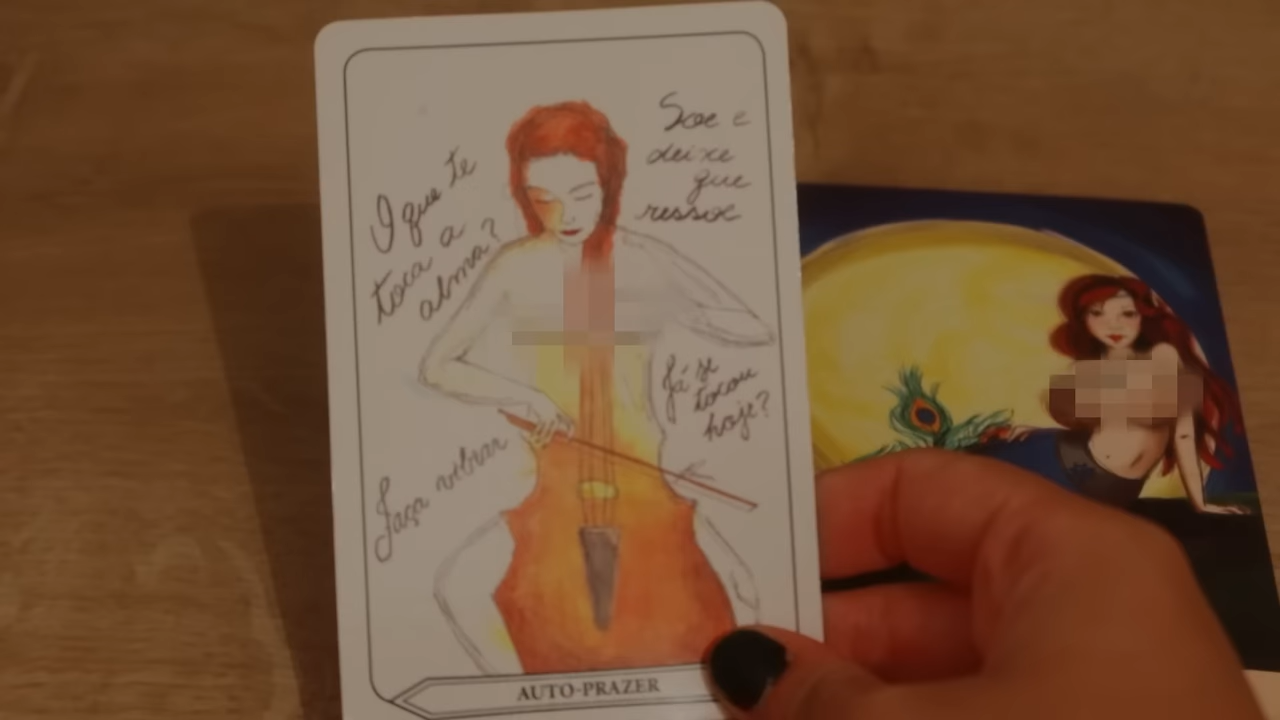 O que te
toca a
alma?
Soe e
deixe
que
ressoe
Já se
tocou
hoje?
Faça vibrar
AUTO-PRAZER